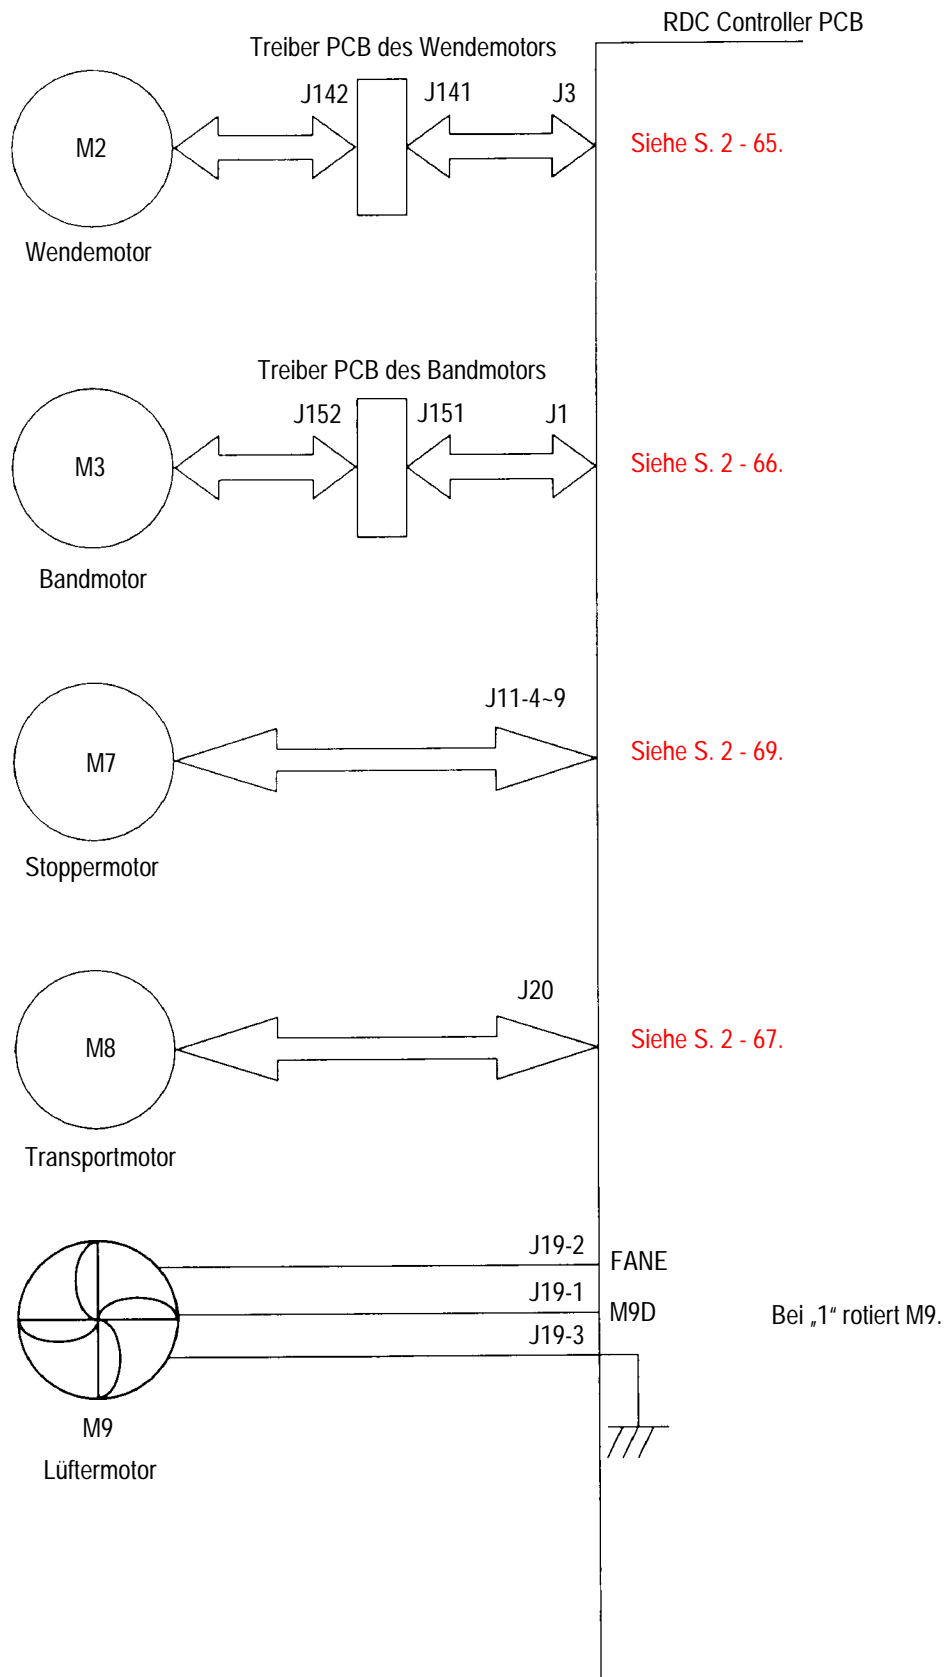 RDC Controller PCB
Treiber PCB des Wendemotors
J142
J141
J3
M2
Siehe S. 2 - 65.
Wendemotor
Treiber PCB des Bandmotors
J152
J151
J1
M3
Siehe S. 2 - 66.
Bandmotor
J11-4~9
M7
Siehe S. 2 - 69.
Stoppermotor
J20
M8
Siehe S. 2 - 67.
Transportmotor
J19-2
FANE
J19-1
M9D
Bei „1“ rotiert M9.
J19-3
M9
Lüftermotor